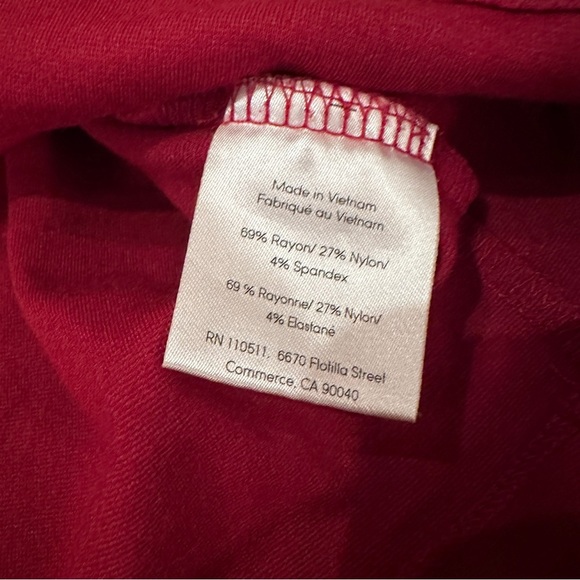 Made in Vietnam
Fabriqué au Vietnam
69% Rayon/ 27% Nylon/
4% Spandex
69 % Rayonne/ 27% Nylon/
4% Elastané
RN 110511. 6670 Flotilla Street
Commerce, CA 90040